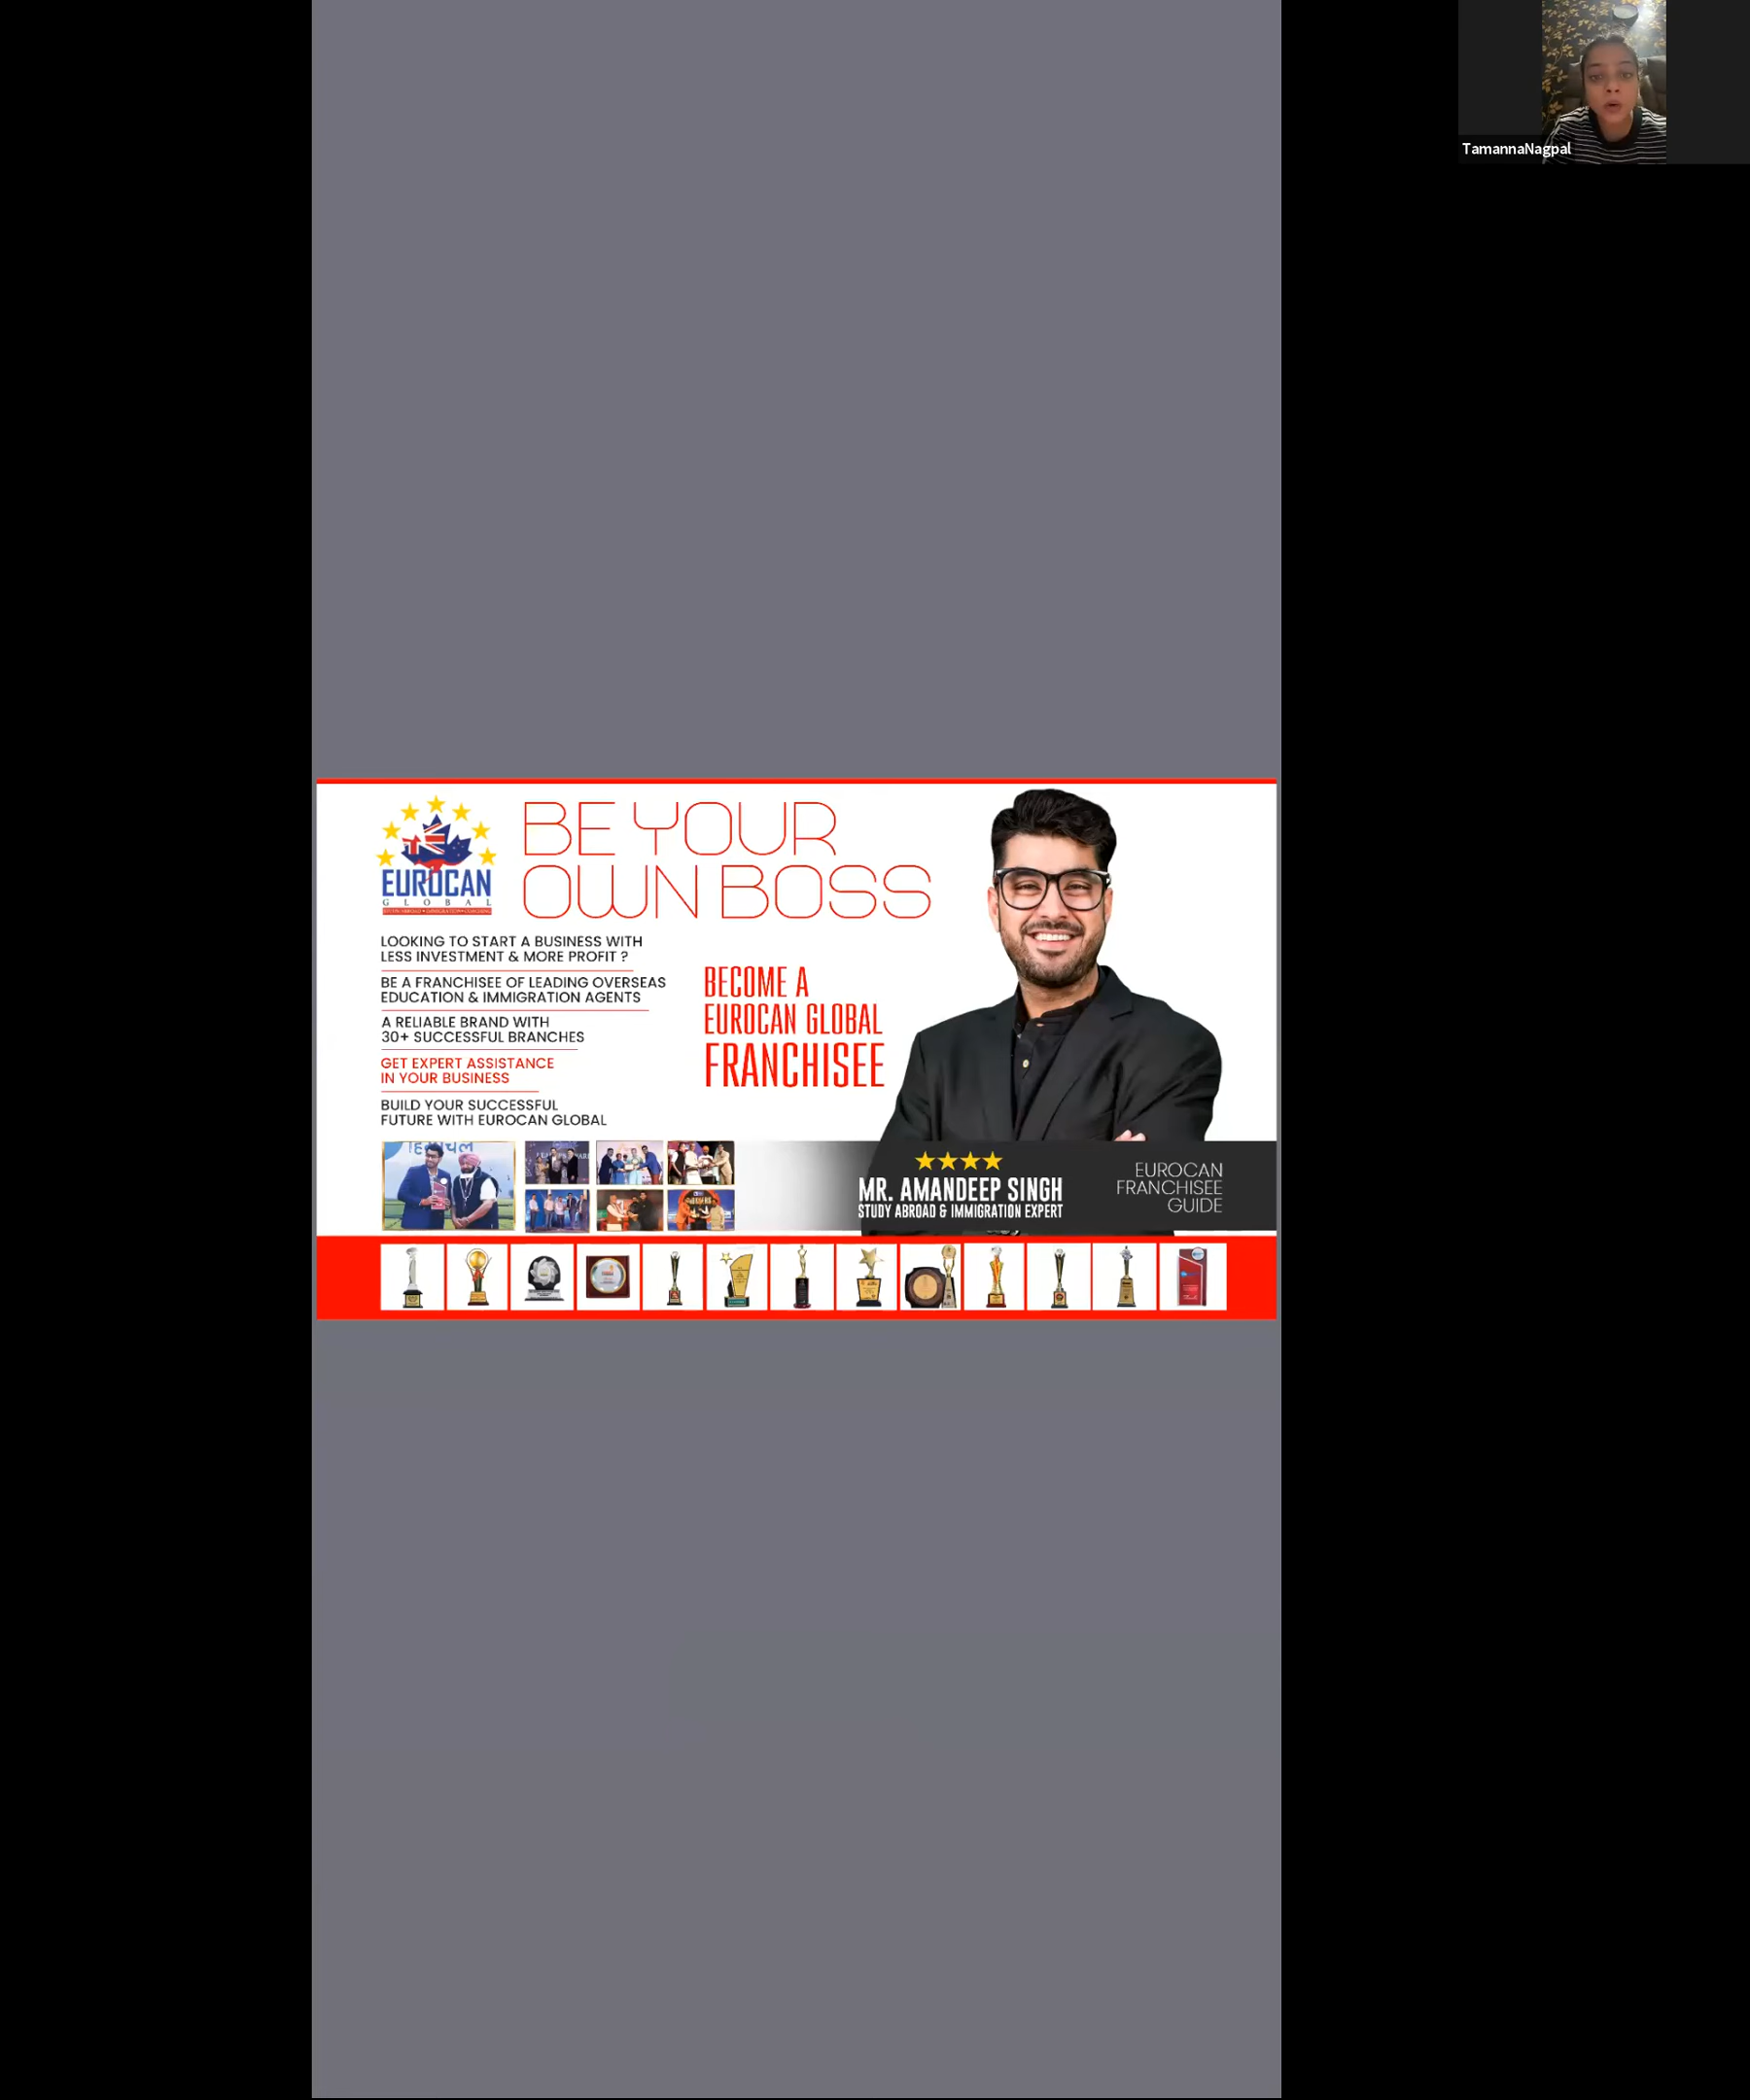 TamannaNagpal
EUROCAN
GLOBAL
BE YOUR
OWN BOSS
LOOKING TO START A BUSINESS WITH
LESS INVESTMENT & MORE PROFIT ?
BE A FRANCHISEE OF LEADING OVERSEAS
EDUCATION & IMMIGRATION AGENTS
A RELIABLE BRAND WITH
30+ SUCCESSFUL BRANCHES
GET EXPERT ASSISTANCE
IN YOUR BUSINESS
BUILD YOUR SUCCESSFUL
FUTURE WITH EUROCAN GLOBAL
BECOME A
EUROCAN GLOBAL
FRANCHISEE
MR. AMANDEEP SINGH
STUDY ABROAD & IMMIGRATION EXPERT
EUROCAN
FRANCHISEE
GUIDE